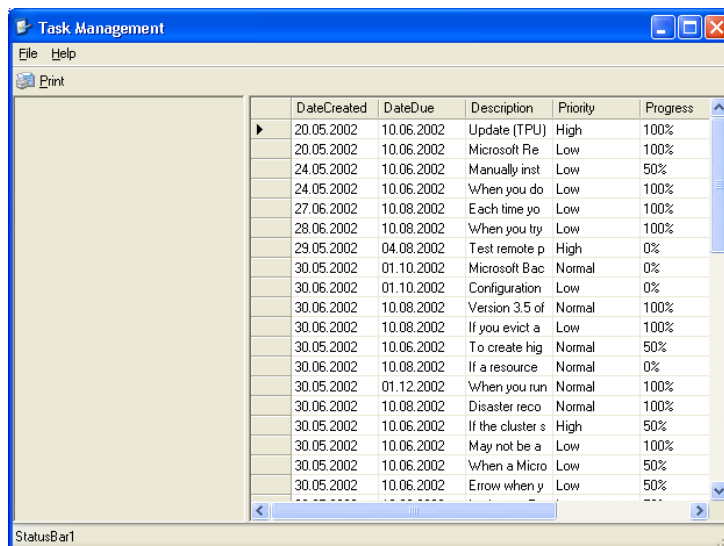 Task Management
File Help
Print
DateCreated DateDue Description Priority Progress
20.05.2002 10.06.2002 Update (TPU) High 100%
20.05.2002 10.06.2002 Microsoft Re Low 100%
24.05.2002 10.06.2002 Manually inst Low 50%
24.05.2002 10.06.2002 When you do Low 100%
27.06.2002 10.08.2002 Each time yo Low 100%
28.06.2002 10.08.2002 When you try Low 100%
29.05.2002 04.08.2002 Test remote p High 0%
30.05.2002 01.10.2002 Microsoft Bac Normal 0%
30.06.2002 01.10.2002 Configuration Low 0%
30.06.2002 10.08.2002 Version 3.5 of Normal 100%
30.06.2002 10.08.2002 If you evict a Low 100%
30.05.2002 10.06.2002 To create hig Normal 50%
30.06.2002 10.08.2002 If a resource Normal 0%
30.05.2002 01.12.2002 When you run Normal 100%
30.06.2002 10.08.2002 Disaster reco Normal 100%
30.05.2002 10.06.2002 If the cluster s High 50%
30.05.2002 10.06.2002 May not be a Low 100%
30.05.2002 10.06.2002 When a Micro Low 50%
30.05.2002 10.06.2002 Errow when y Low 50%
StatusBar1